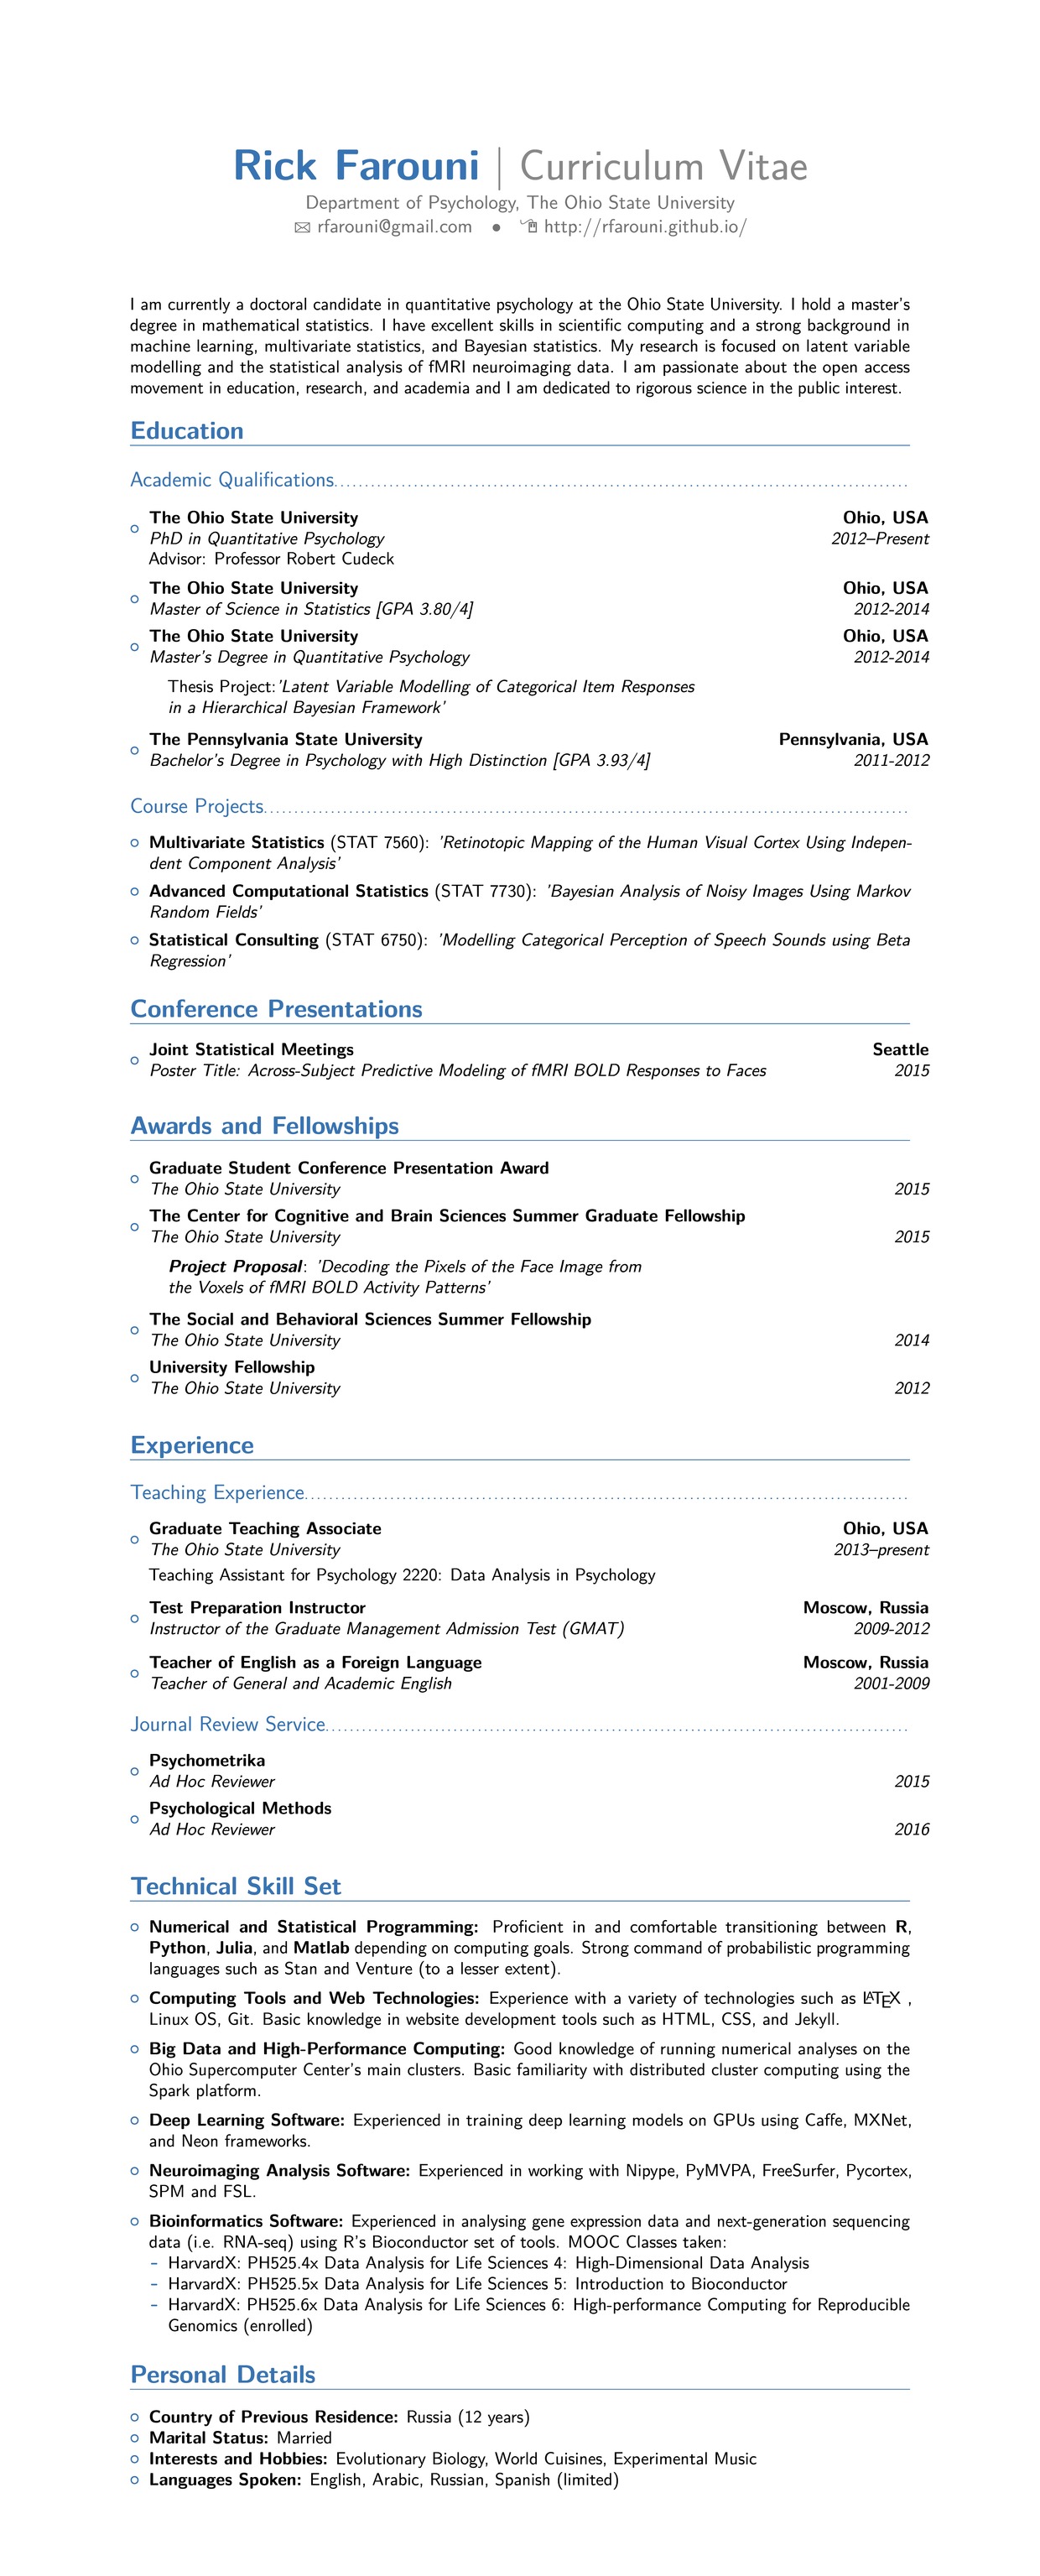 Rick Farouni | Curriculum Vitae
Department of Psychology, The Ohio State University
rfarouni@gmail.com • http://rfarouni.github.io/
I am currently a doctoral candidate in quantitative psychology at the Ohio State University. I hold a master's
degree in mathematical statistics. I have excellent skills in scientific computing and a strong background in
machine learning, multivariate statistics, and Bayesian statistics. My research is focused on latent variable
modelling and the statistical analysis of fMRI neuroimaging data. I am passionate about the open access
movement in education, research, and academia and I am dedicated to rigorous science in the public interest.
Education
Academic Qualifications
The Ohio State University Ohio, USA
PhD in Quantitative Psychology 2012–Present
Advisor: Professor Robert Cudeck
The Ohio State University Ohio, USA
Master of Science in Statistics [GPA 3.80/4] 2012-2014
The Ohio State University Ohio, USA
Master's Degree in Quantitative Psychology 2012-2014
Thesis Project:'Latent Variable Modelling of Categorical Item Responses
in a Hierarchical Bayesian Framework'
The Pennsylvania State University Pennsylvania, USA
Bachelor's Degree in Psychology with High Distinction [GPA 3.93/4] 2011-2012
Course Projects
Multivariate Statistics (STAT 7560): 'Retinotopic Mapping of the Human Visual Cortex Using Indepen-
dent Component Analysis'
Advanced Computational Statistics (STAT 7730): 'Bayesian Analysis of Noisy Images Using Markov
Random Fields'
Statistical Consulting (STAT 6750): 'Modelling Categorical Perception of Speech Sounds using Beta
Regression'
Conference Presentations
Joint Statistical Meetings Seattle
Poster Title: Across-Subject Predictive Modeling of fMRI BOLD Responses to Faces 2015
Awards and Fellowships
Graduate Student Conference Presentation Award
The Ohio State University 2015
The Center for Cognitive and Brain Sciences Summer Graduate Fellowship
The Ohio State University 2015
Project Proposal: 'Decoding the Pixels of the Face Image from
the Voxels of fMRI BOLD Activity Patterns'
The Social and Behavioral Sciences Summer Fellowship
The Ohio State University 2014
University Fellowship
The Ohio State University 2012
Experience
Teaching Experience
Graduate Teaching Associate Ohio, USA
The Ohio State University 2013–present
Teaching Assistant for Psychology 2220: Data Analysis in Psychology
Test Preparation Instructor Moscow, Russia
Instructor of the Graduate Management Admission Test (GMAT) 2009-2012
Teacher of English as a Foreign Language Moscow, Russia
Teacher of General and Academic English 2001-2009
Journal Review Service
Psychometrika
Ad Hoc Reviewer 2015
Psychological Methods
Ad Hoc Reviewer 2016
Technical Skill Set
Numerical and Statistical Programming: Proficient in and comfortable transitioning between R,
Python, Julia, and Matlab depending on computing goals. Strong command of probabilistic programming
languages such as Stan and Venture (to a lesser extent).
Computing Tools and Web Technologies: Experience with a variety of technologies such as LATEX ,
Linux OS, Git. Basic knowledge in website development tools such as HTML, CSS, and Jekyll.
Big Data and High-Performance Computing: Good knowledge of running numerical analyses on the
Ohio Supercomputer Center's main clusters. Basic familiarity with distributed cluster computing using the
Spark platform.
Deep Learning Software: Experienced in training deep learning models on GPUs using Caffe, MXNet,
and Neon frameworks.
Neuroimaging Analysis Software: Experienced in working with Nipype, PyMVPA, FreeSurfer, Pycortex,
SPM and FSL.
Bioinformatics Software: Experienced in analysing gene expression data and next-generation sequencing
data (i.e. RNA-seq) using R's Bioconductor set of tools. MOOC Classes taken:
- HarvardX: PH525.4x Data Analysis for Life Sciences 4: High-Dimensional Data Analysis
- HarvardX: PH525.5x Data Analysis for Life Sciences 5: Introduction to Bioconductor
- HarvardX: PH525.6x Data Analysis for Life Sciences 6: High-performance Computing for Reproducible
Genomics (enrolled)
Personal Details
Country of Previous Residence: Russia (12 years)
Marital Status: Married
Interests and Hobbies: Evolutionary Biology, World Cuisines, Experimental Music
Languages Spoken: English, Arabic, Russian, Spanish (limited)